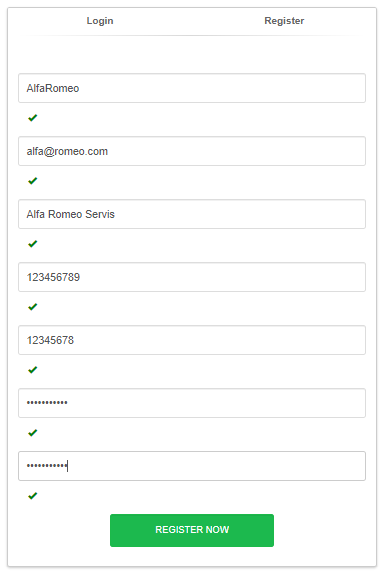 Login Register
AlfaRomeo
alfa@romeo.com
Alfa Romeo Servis
123456789
12345678
•••••••••••
•••••••••••
REGISTER NOW